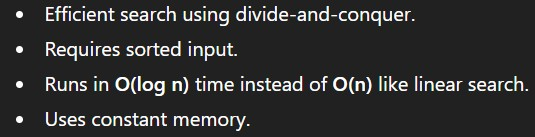 • Efficient search using divide-and-conquer.
• Requires sorted input.
• Runs in O(log n) time instead of O(n) like linear search.
• Uses constant memory.